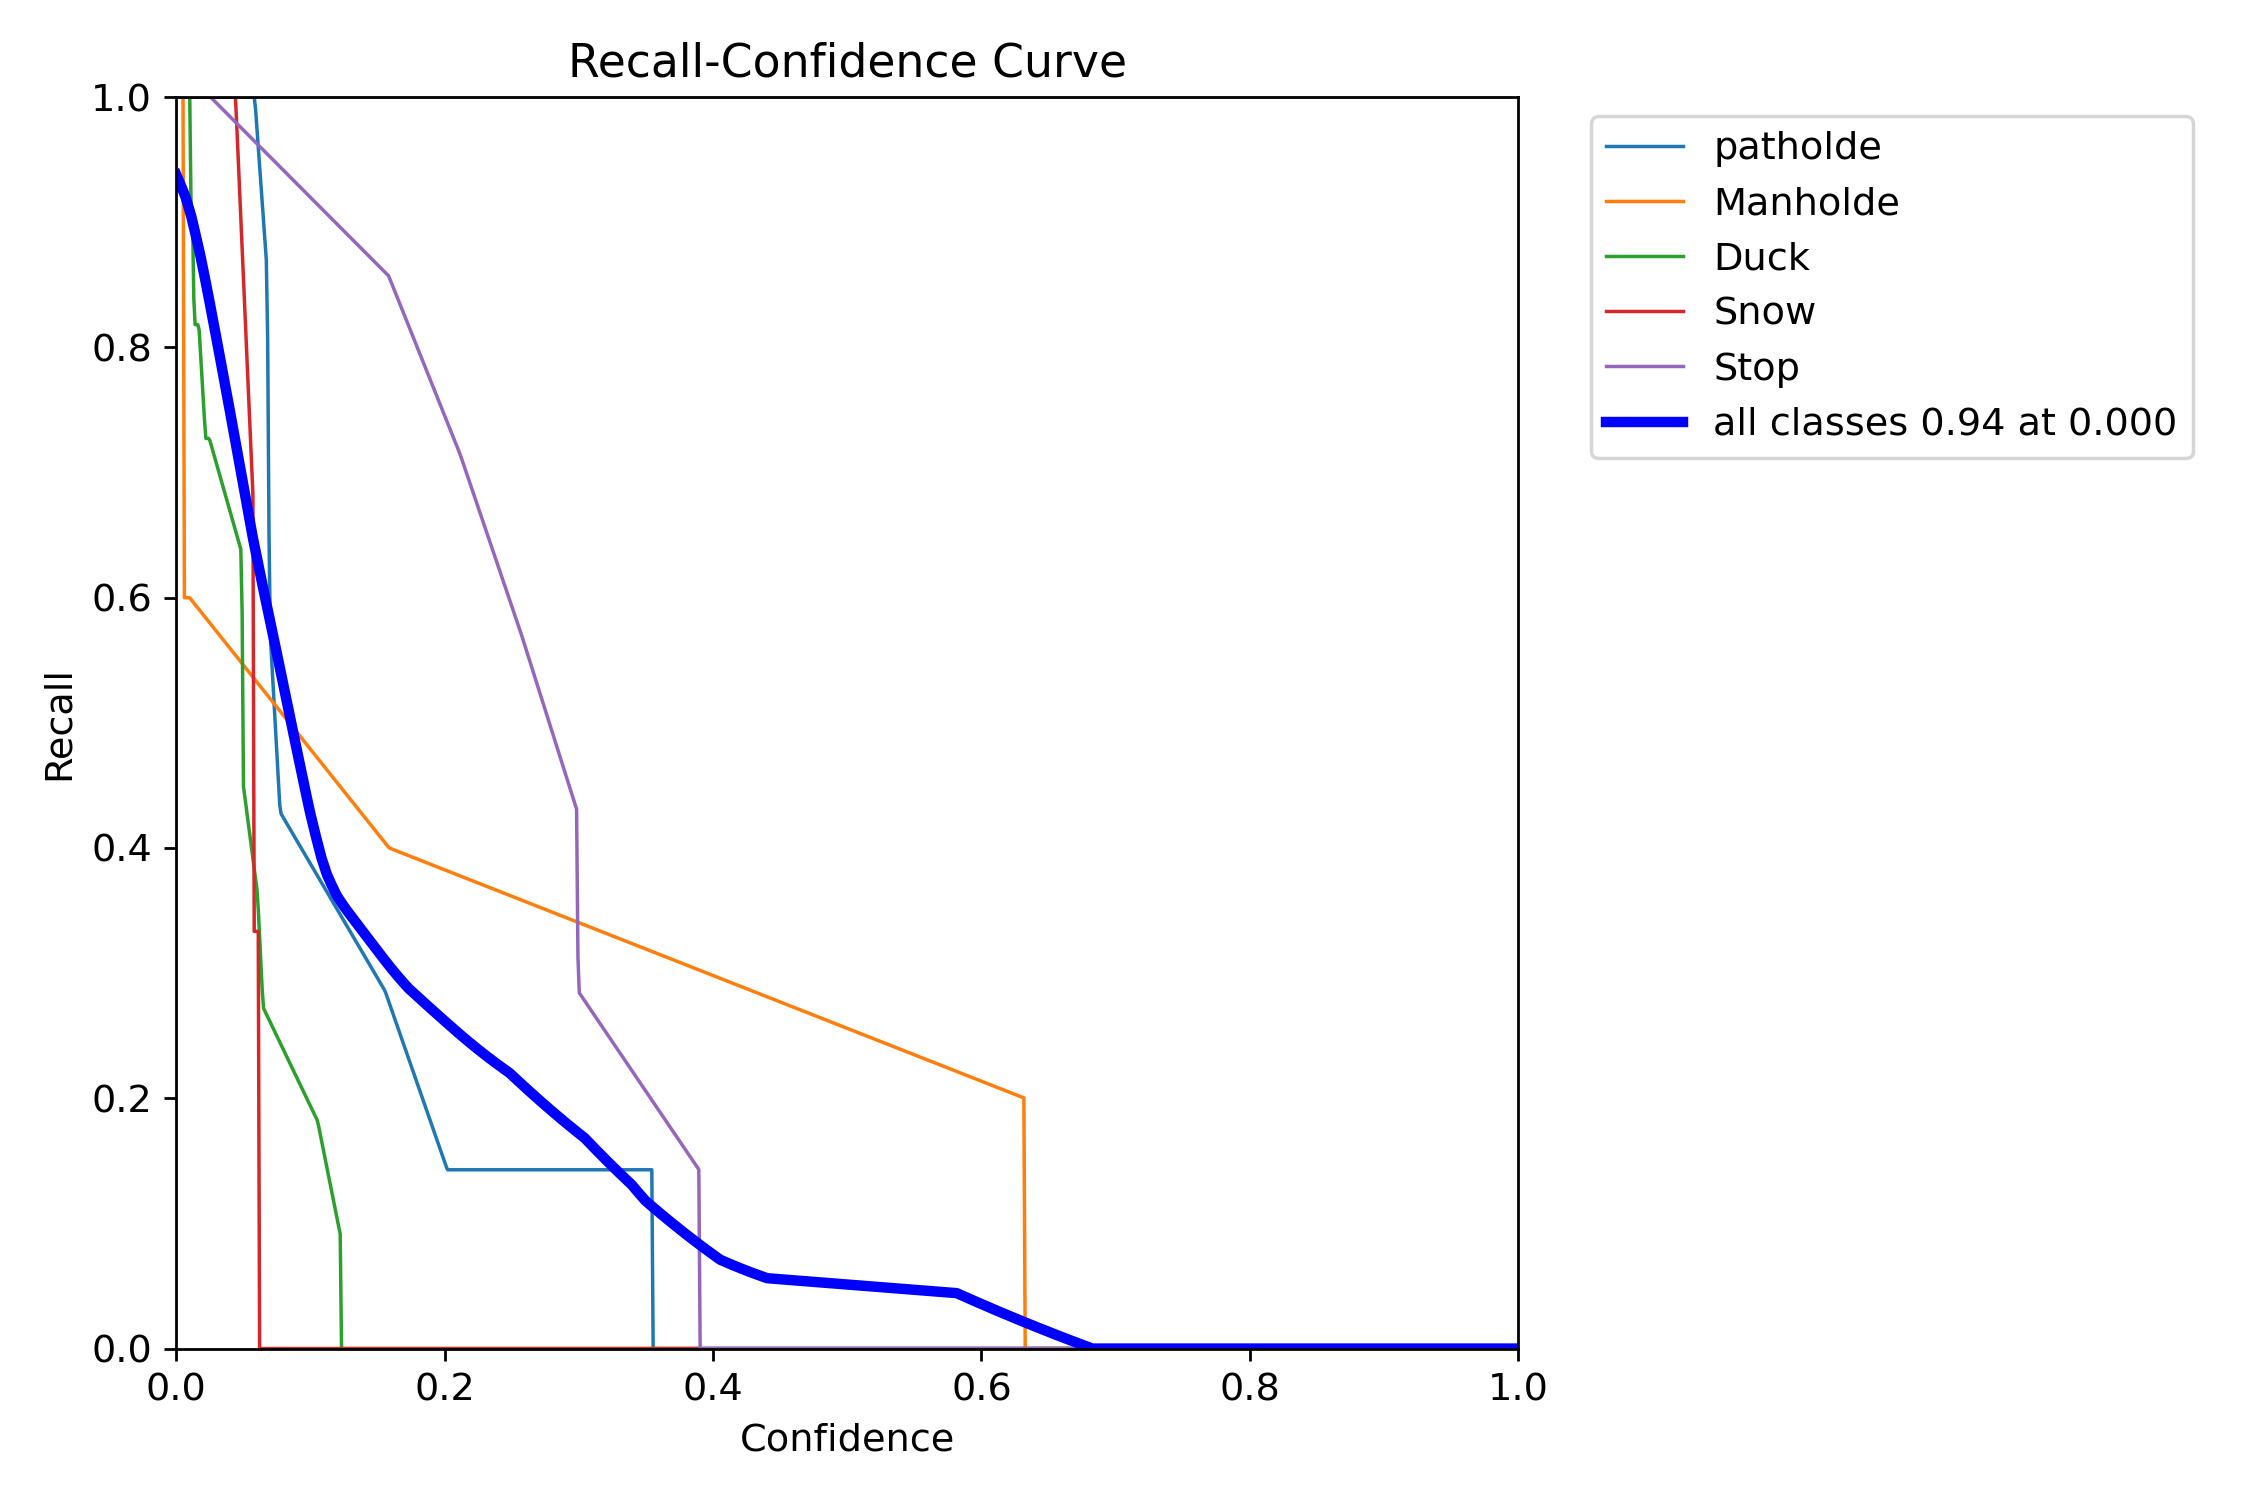 Recall-Confidence Curve
1.0
0.8
0.6
0.4
0.2
0.0
Recall
0.0 0.2 0.4 0.6 0.8 1.0
Confidence
patholde
Manholde
Duck
Snow
Stop
all classes 0.94 at 0.000